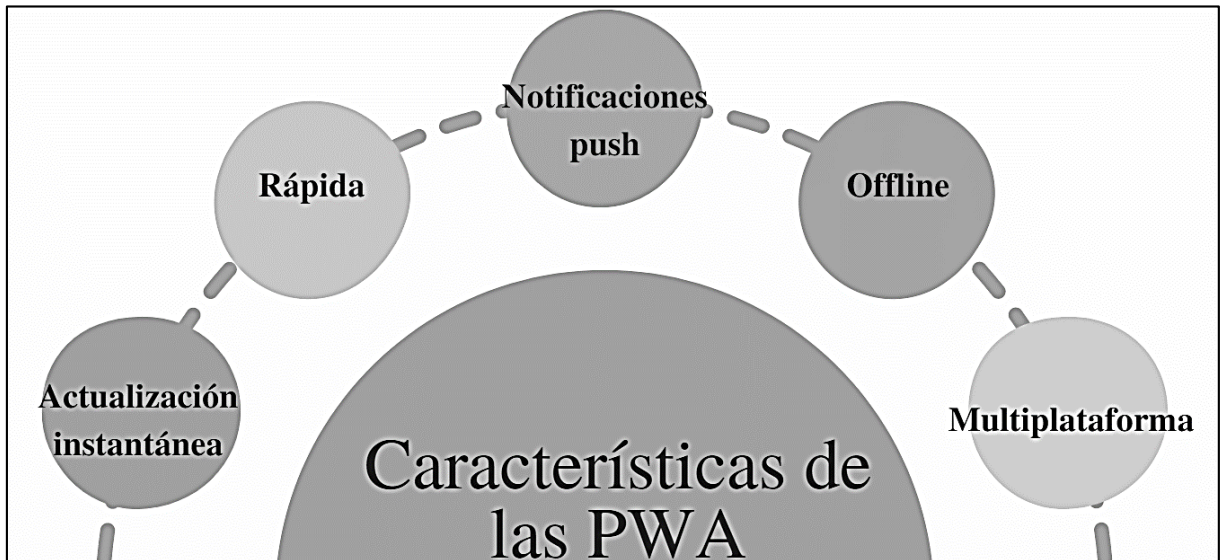 Notificaciones
push
Rápida
Offline
Actualización
instantánea
Multiplataforma
Características de
las PWA